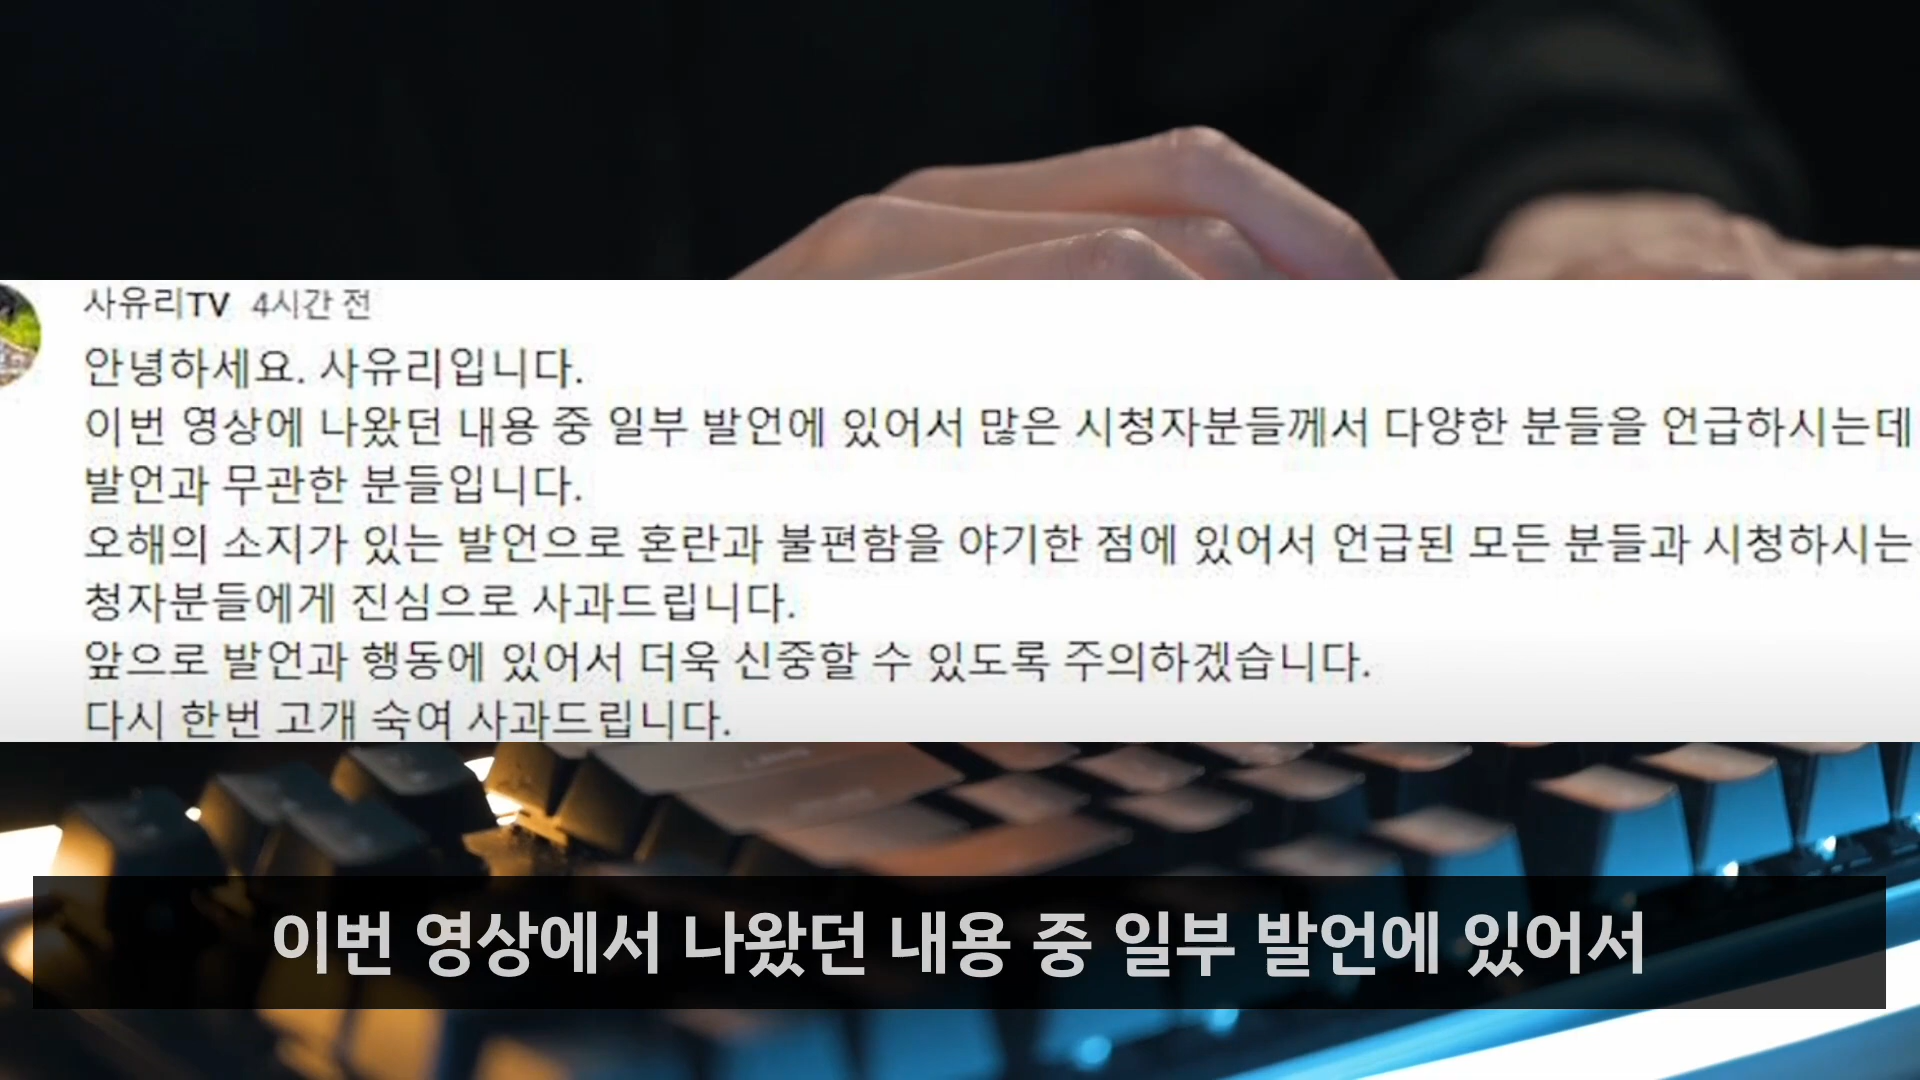 사유리TV 4시간 전
안녕하세요. 사유리입니다.
이번 영상에 나왔던 내용 중 일부 발언에 있어서 많은 시청자분들께서 다양한 분들을 언급하시는데
발언과 무관한 분들입니다.
오해의 소지가 있는 발언으로 혼란과 불편함을 야기한 점에 있어서 언급된 모든 분들과 시청하시는
청자분들에게 진심으로 사과드립니다.
앞으로 발언과 행동에 있어서 더욱 신중할 수 있도록 주의하겠습니다.
다시 한번 고개 숙여 사과드립니다.
이번 영상에서 나왔던 내용 중 일부 발언에 있어서